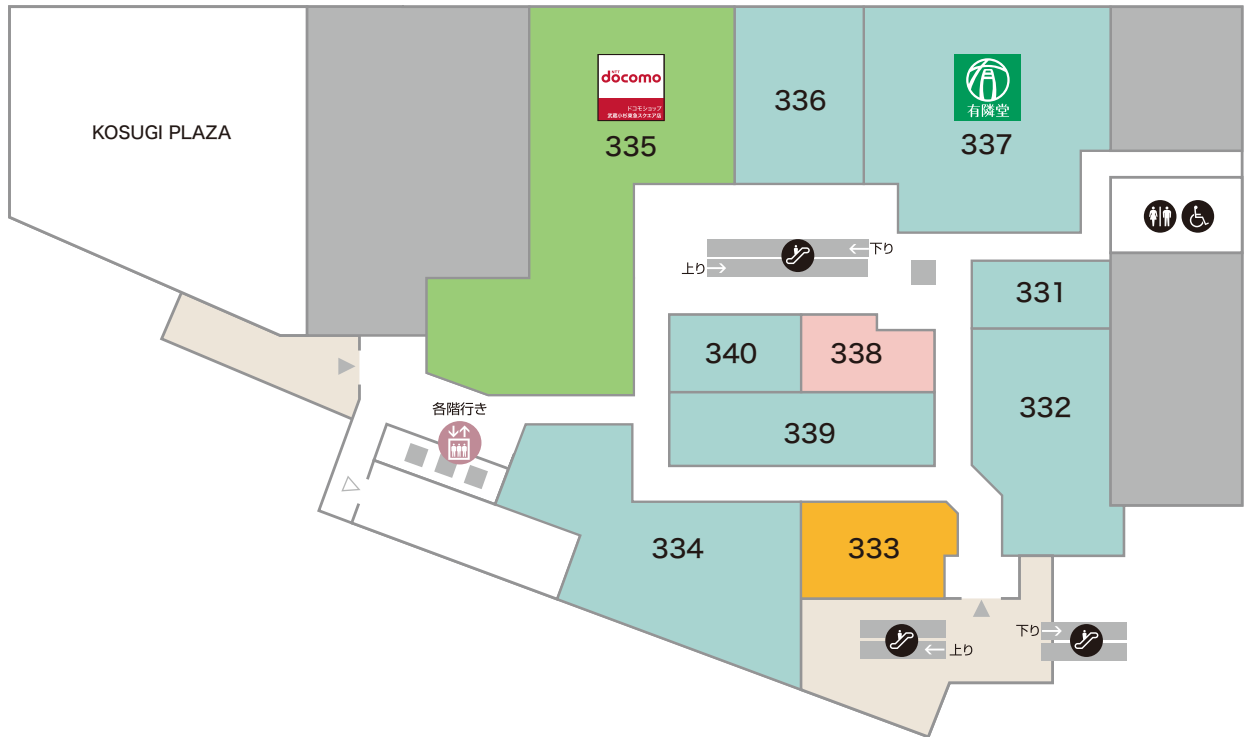 KOSUGI PLAZA
NTT
döcomo
ドコモショップ
武蔵小杉東急スクエア店
335
336
有隣堂
337
下り
上り
331
340
338
332
各階行き
339
334
333
上り
下り